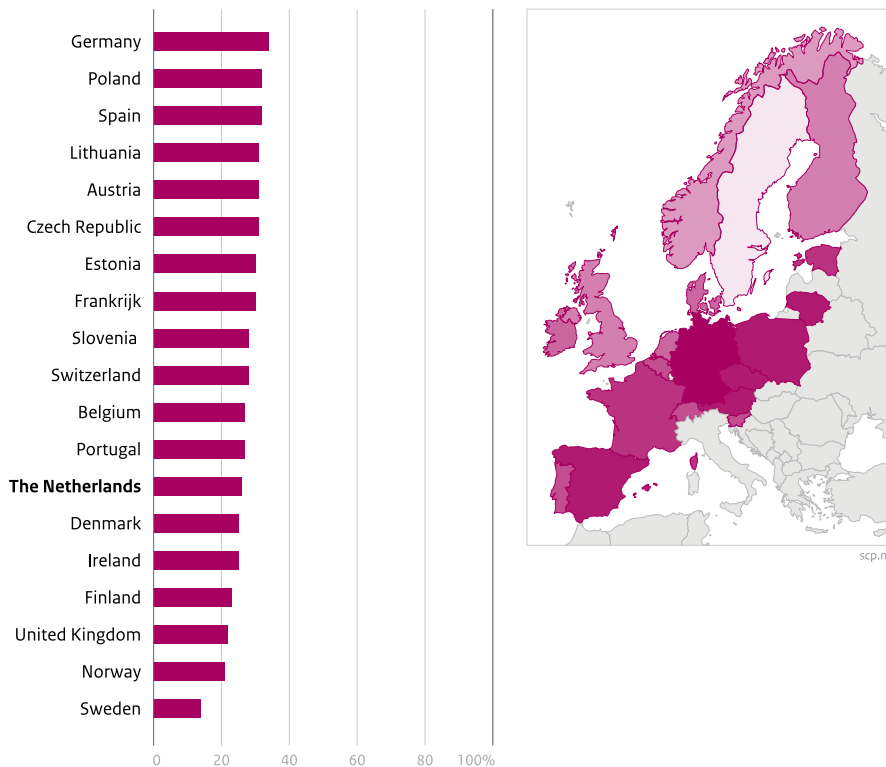 Germany
Poland
Spain
Lithuania
Austria
Czech Republic
Estonia
Frankrijk
Slovenia
Switzerland
Belgium
Portugal
The Netherlands
Denmark
Ireland
Finland
United Kingdom
Norway
Sweden
0 20 40 60 80 100%
scp.n